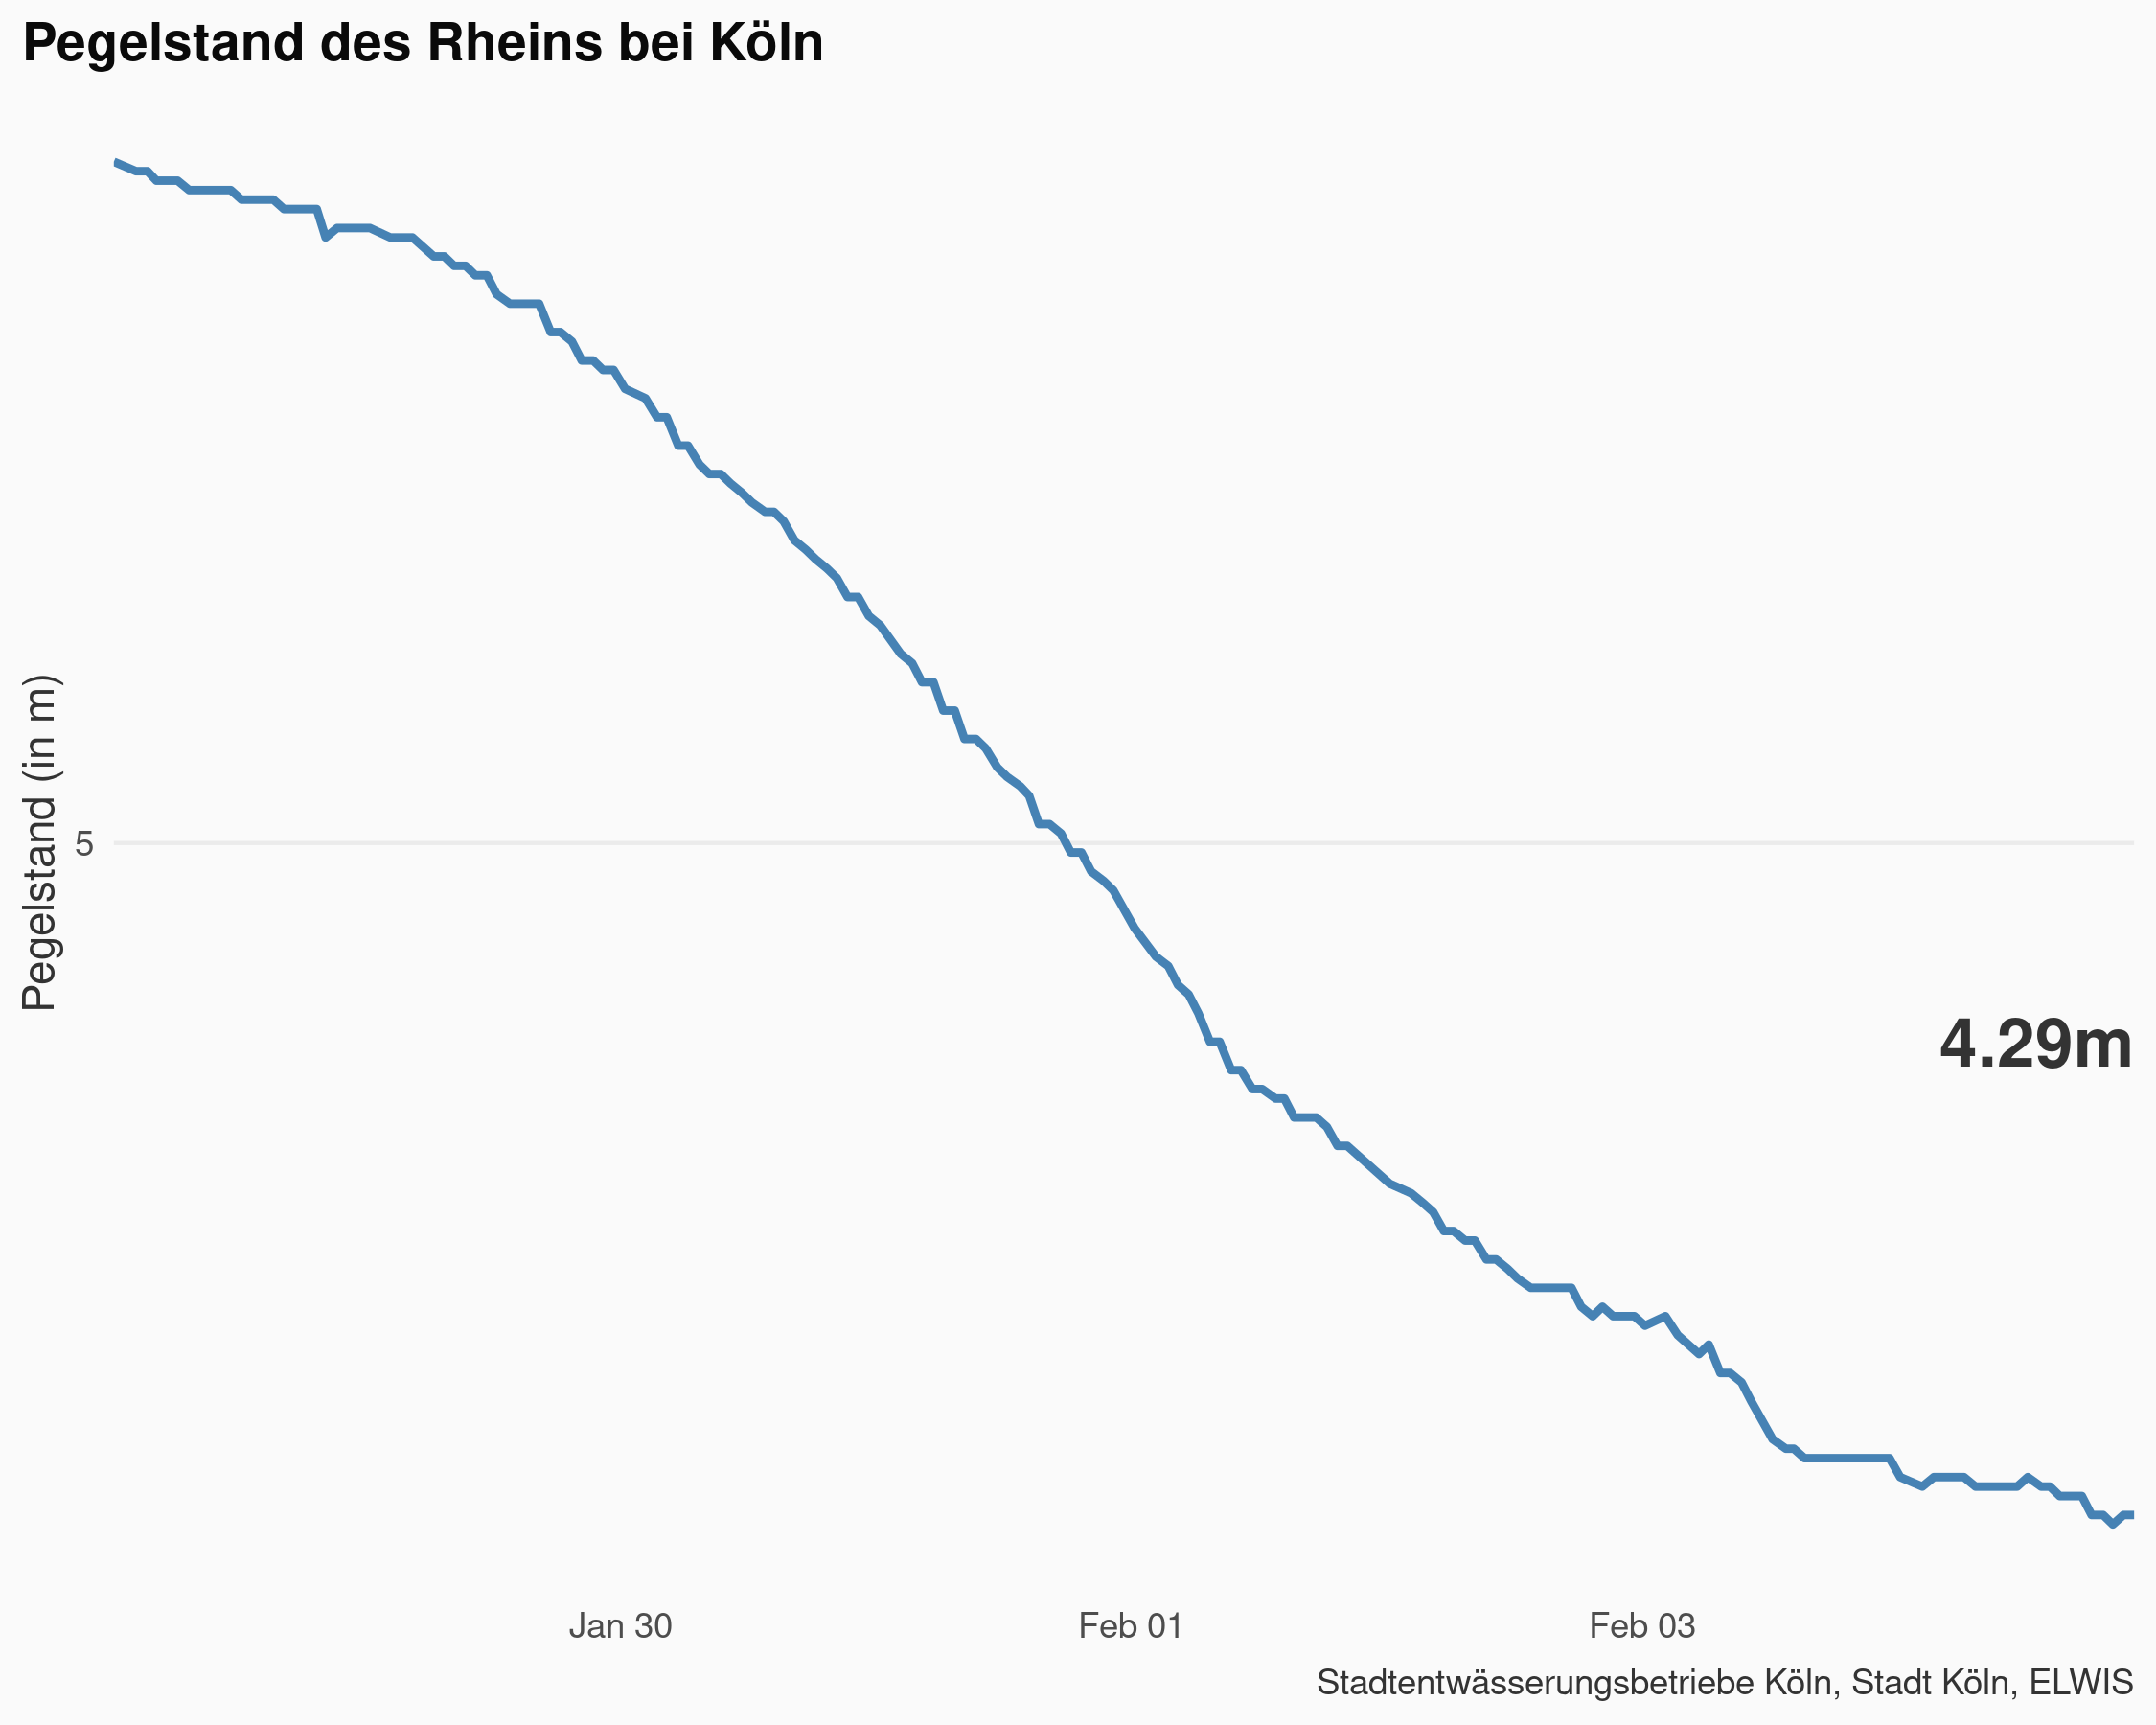 Pegelstand des Rheins bei Köln
Pegelstand (in m)
5
4.29m
Jan 30
Feb 01
Feb 03
Stadtentwässerungsbetriebe Köln, Stadt Köln, ELWIS